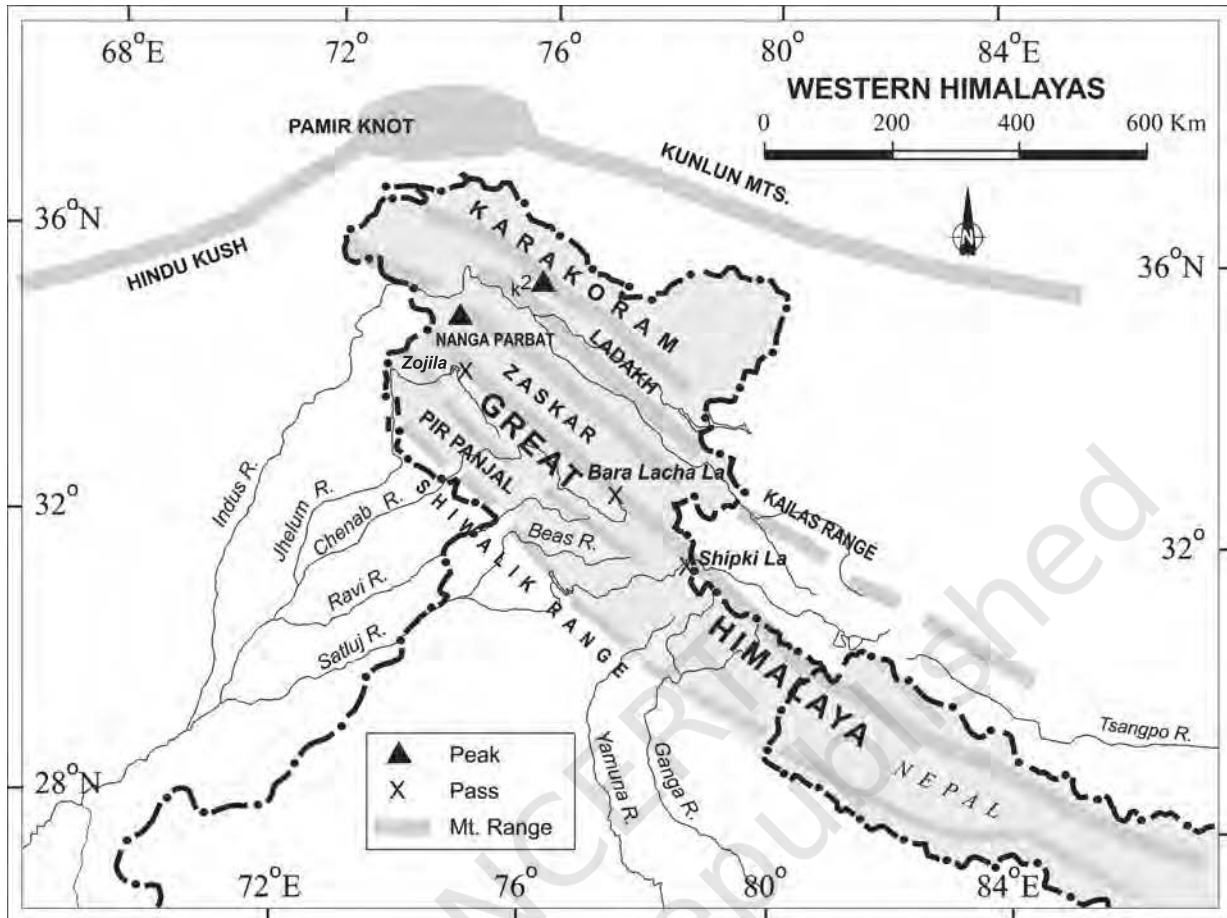 68°E 72° 76° 80° 84°E
WESTERN HIMALAYAS
0 200 400 600 Km
PAMIR KNOT
KUNLUN MTS.
HINDU KUSH
36°N
N
36°N
KARAKORAM
k²
LADAKH
NANGA PARBAT
Zojila
ZASKAR
GREAT
PIR PANJAL
Bara Lacha La
32°
Indus R.
Jhelum R.
Chenab R.
SHIWALIK RANGE
KAILAS RANGE
Beas R.
Shipki La
32°
Ravi R.
Satluj R.
HIMALAYA
Tsangpo R.
Yamuna R.
Ganga R.
NEPAL
28°N
28°N
Peak
X Pass
Mt. Range
NCERT
published
72°E 76° 80° 84°E